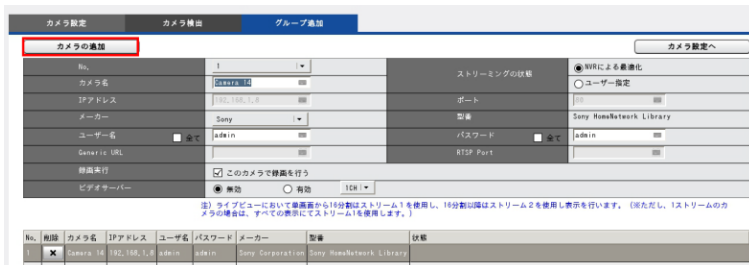 カメラ設定 カメラ検出 グループ追加
カメラの追加 カメラ設定へ
No. 1 ストリーミングの状態 NVRによる最適化
カメラ名 Camera 14 ユーザー指定
IPアドレス 192.168.1.8 ポート 80
メーカー Sony 型番 Sony HomeNetwork Library
ユーザー名 全て admin パスワード 全て admin
Generic URL RTSP Port
録画実行 このカメラで録画を行う
ビデオサーバー 無効 有効 1CH
注) ライブビューにおいて単画面から16分割はストリーム1を使用し、16分割以降はストリーム2を使用し表示を行います。 (※ただし、1ストリームのカ
メラの場合は、すべての表示にてストリーム1を使用します。)
No. 削除 カメラ名 IPアドレス ユーザ名 パスワード メーカー 型番 状態
1 Camera 14 192.168.1.8 admin admin Sony Corporation Sony HomeNetwork Library